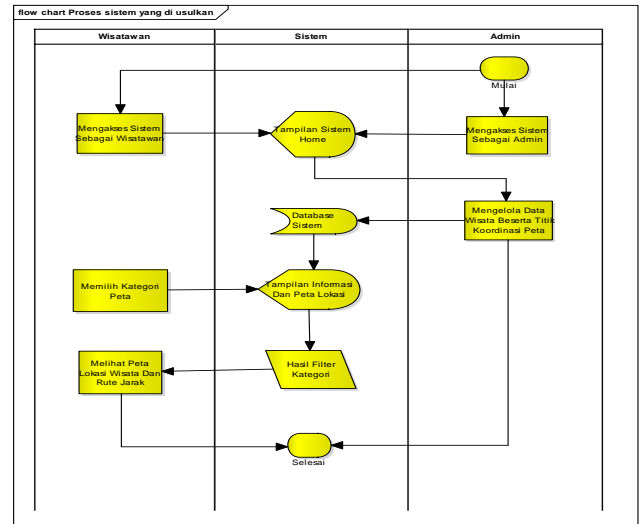 flow chart Proses sistem yang di usulkan
Wisatawan
Sistem
Admin
Mulai
Mengakses Sistem
Sebagai Wisatawan
Tampilan Sistem
Home
Mengakses Sistem
Sebagai Admin
Mengelola Data
Wisata Beserta Titik
Koordinasi Peta
Database
Sistem
Memilih Kategori
Peta
Tampilan Informasi
Dan Peta Lokasi
Melihat Peta
Lokasi Wisata Dan
Rute Jarak
Hasil Filter
Kategori
Selesai